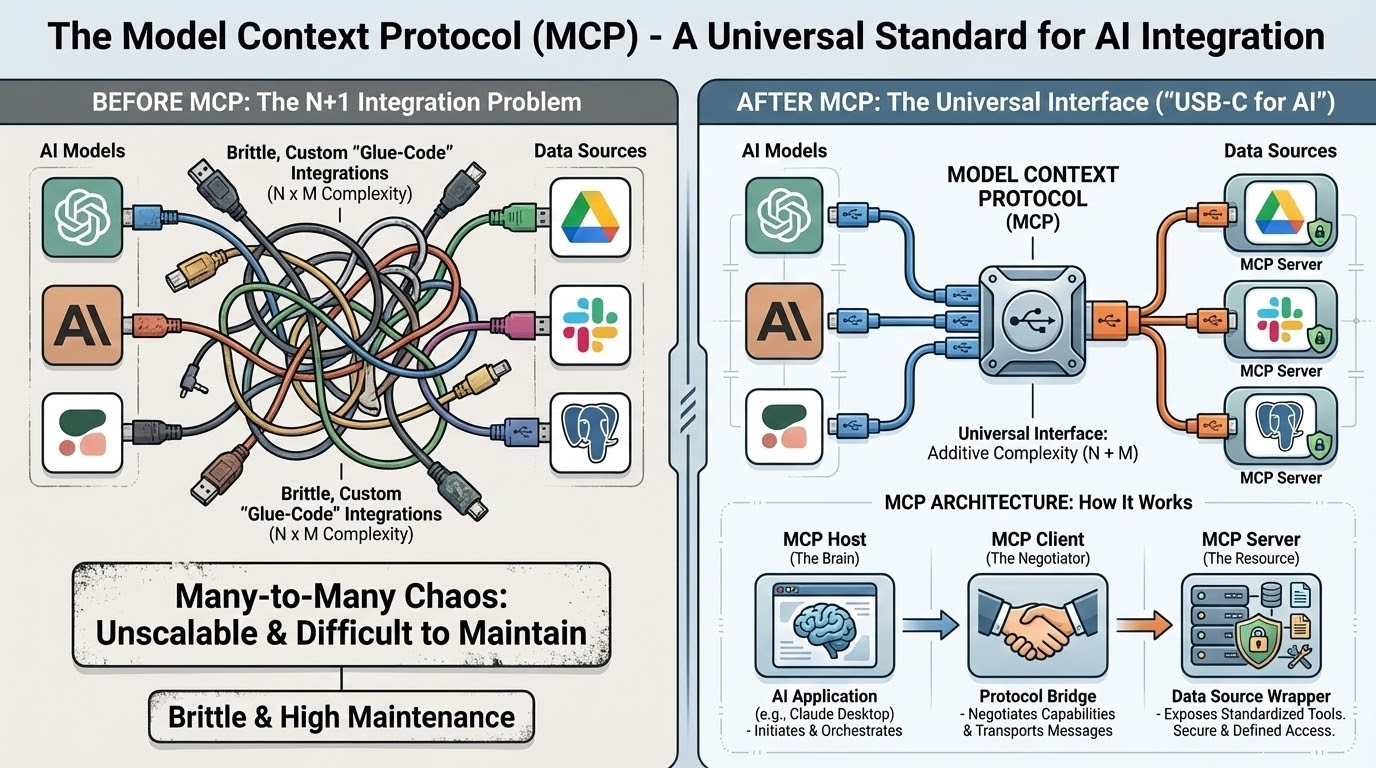 The Model Context Protocol (MCP) - A Universal Standard for AI Integration
BEFORE MCP: The N+1 Integration Problem
AI Models
Brittle, Custom “Glue-Code”
Integrations
(N x M Complexity)
Data Sources
AI
Brittle, Custom
“Glue-Code” Integrations
(N x M Complexity)
Many-to-Many Chaos:
Unscalable & Difficult to Maintain
Brittle & High Maintenance
AFTER MCP: The Universal Interface (“USB-C for AI”)
AI Models
MODEL CONTEXT
PROTOCOL
(MCP)
Data Sources
AI
MCP Server
MCP Server
MCP Server
Universal Interface:
Additive Complexity (N + M)
MCP ARCHITECTURE: How It Works
MCP Host
(The Brain)
AI Application
(e.g., Claude Desktop)
- Initiates & Orchestrates
MCP Client
(The Negotiator)
Protocol Bridge
- Negotiates Capabilities
& Transports Messages
MCP Server
(The Resource)
Data Source Wrapper
- Exposes Standardized Tools.
Secure & Defined Access.